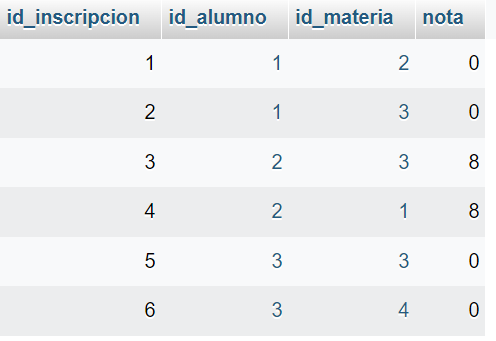 id_inscripcion id_alumno id_materia nota
1 1 2 0
2 1 3 0
3 2 3 8
4 2 1 8
5 3 3 0
6 3 4 0